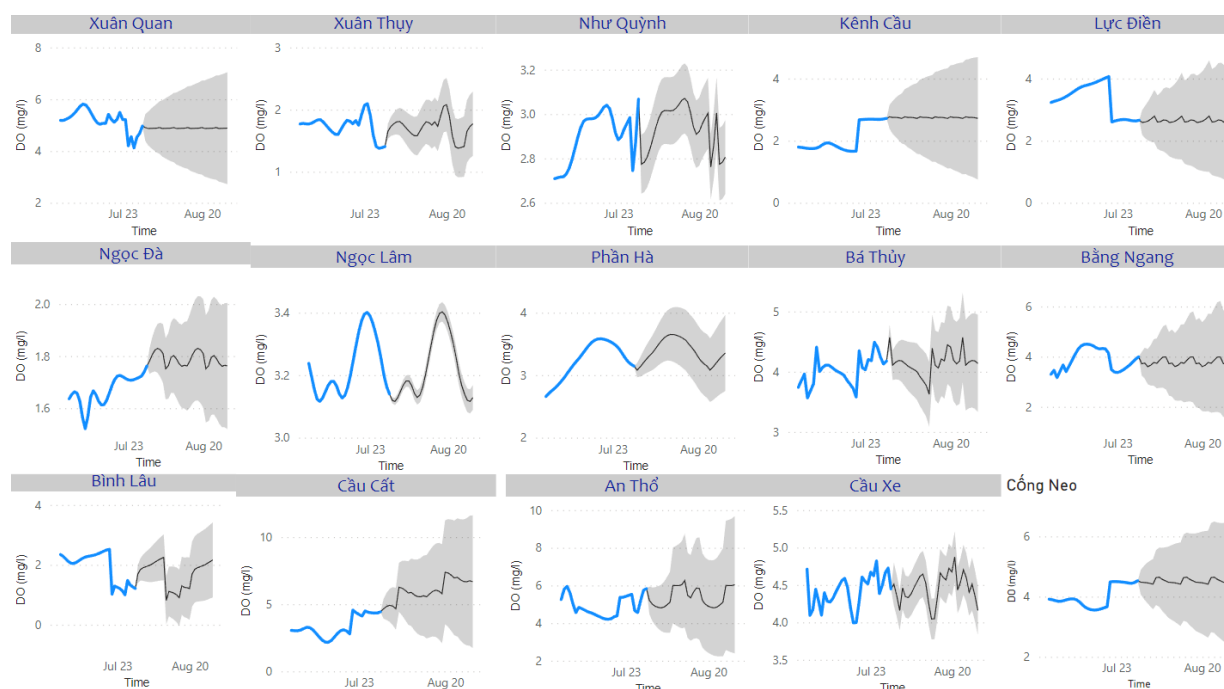 Xuân Quan
8
6
4
2
DO (mg/l)
Jul 23 Aug 20
Time
Xuân Thụy
3
2
1
DO (mg/l)
Jul 23 Aug 20
Time
Như Quỳnh
3.2
3.0
2.8
2.6
DO (mg/l)
Jul 23 Aug 20
Time
Kênh Cầu
4
2
0
DO (mg/l)
Jul 23 Aug 20
Time
Lực Điền
4
2
0
DO (mg/l)
Jul 23 Aug 20
Time
Ngọc Đà
2.0
1.8
1.6
DO (mg/l)
Jul 23 Aug 20
Time
Ngọc Lâm
3.4
3.2
3.0
DO (mg/l)
Jul 23 Aug 20
Time
Phần Hà
4
3
2
DO (mg/l)
Jul 23 Aug 20
Time
Bá Thủy
5
4
3
DO (mg/l)
Jul 23 Aug 20
Time
Bằng Ngang
6
4
2
DO (mg/l)
Jul 23 Aug 20
Time
Bình Lâu
4
2
0
DO (mg/l)
Jul 23 Aug 20
Time
Cầu Cất
10
5
0
DO (mg/l)
Jul 23 Aug 20
An Thổ
10
8
6
4
2
DO (mg/l)
Jul 23 Aug 20
Time
Cầu Xe
5.5
5.0
4.5
4.0
3.5
DO (mg/l)
Jul 23 Aug 20
Time
Cống Neo
6
4
2
DO (mg/l)
Jul 23 Aug 20
Time